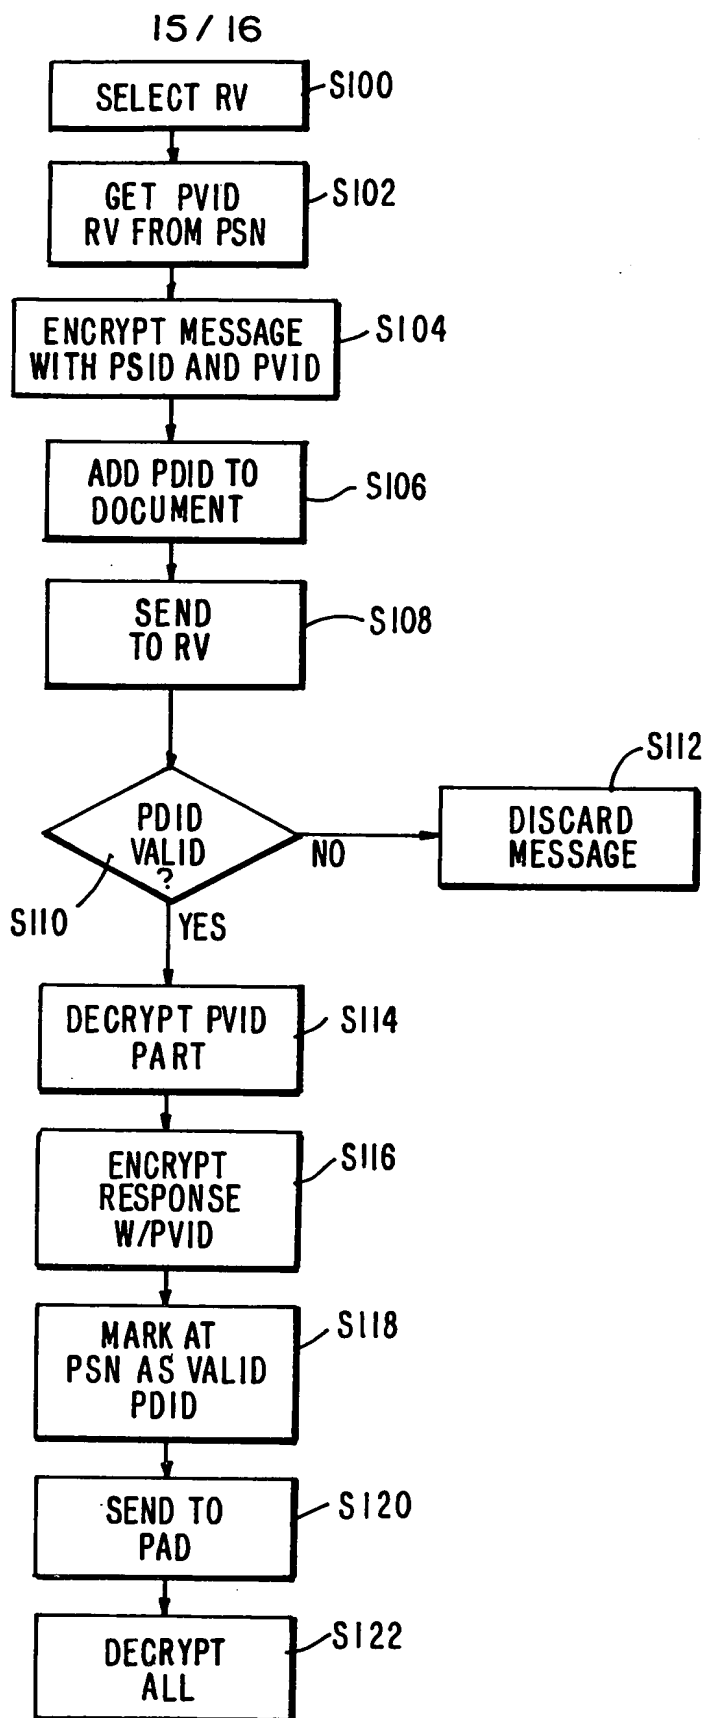 15/16
SELECT RV
S100
GET PVID
RV FROM PSN
S102
ENCRYPT MESSAGE
WITH PSID AND PVID
S104
ADD PDID TO
DOCUMENT
S106
SEND
TO RV
S108
PDID
VALID
?
S110
NO
YES
S112
DISCARD
MESSAGE
DECRYPT PVID
PART
S114
ENCRYPT
RESPONSE
W/PVID
S116
MARK AT
PSN AS VALID
PDID
S118
SEND TO
PAD
S120
DECRYPT
ALL
S122